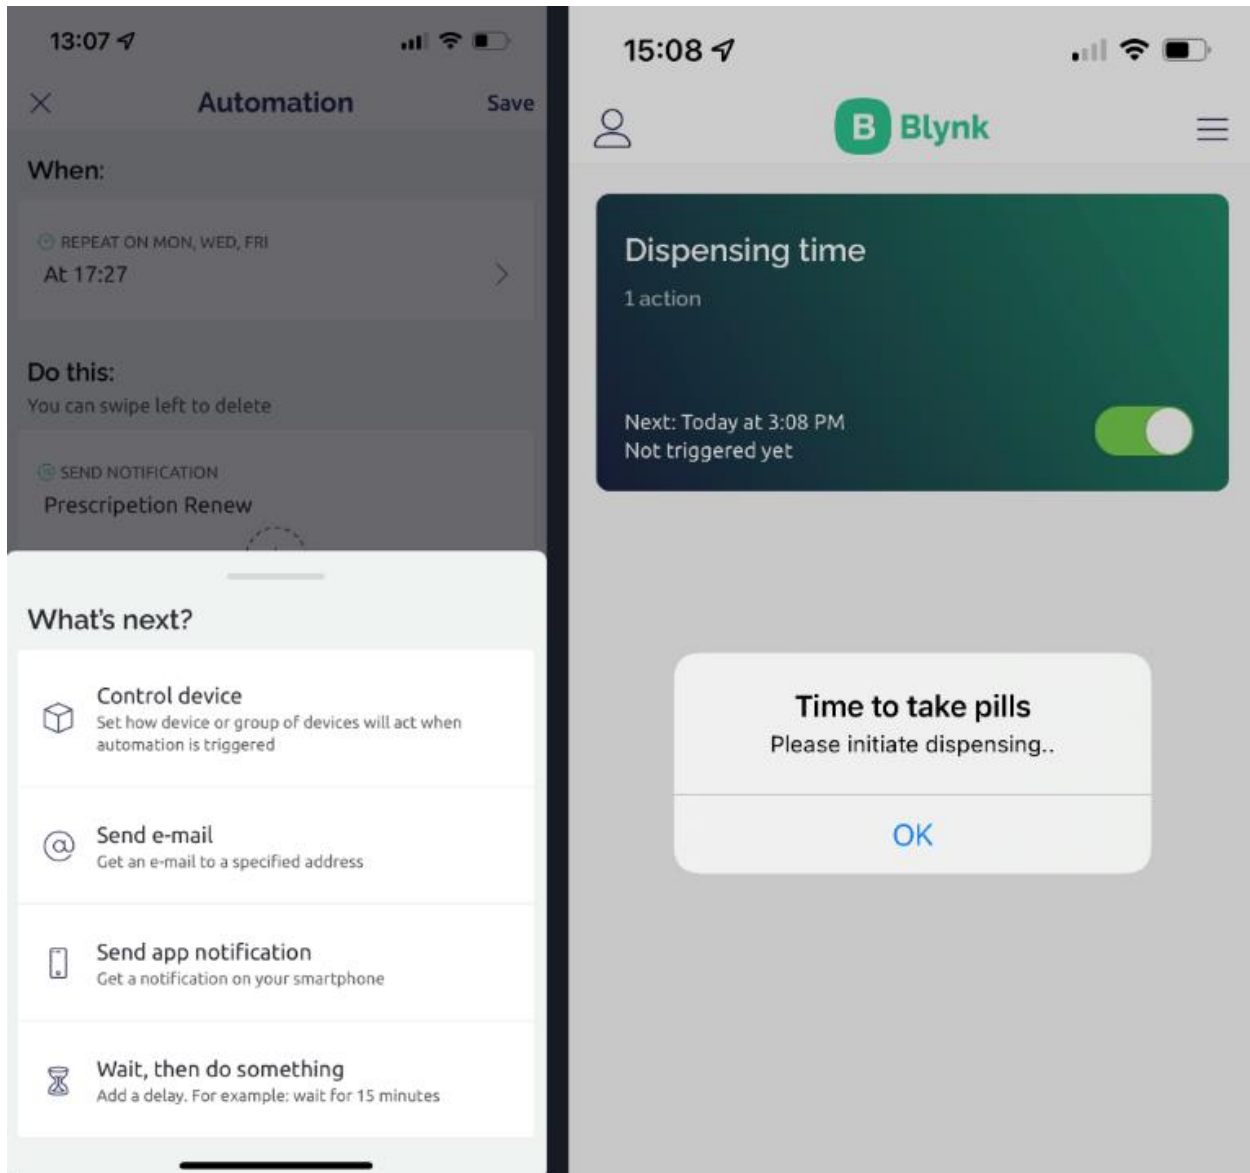 13:07
Automation
Save
When:
REPEAT ON MON, WED, FRI
At 17:27
Do this:
You can swipe left to delete
SEND NOTIFICATION
Prescripetion Renew
What's next?
Control device
Set how device or group of devices will act when
automation is triggered
Send e-mail
Get an e-mail to a specified address
Send app notification
Get a notification on your smartphone
Wait, then do something
Add a delay. For example: wait for 15 minutes
15:08
B Blynk
Dispensing time
1 action
Next: Today at 3:08 PM
Not triggered yet
Time to take pills
Please initiate dispensing..
OK